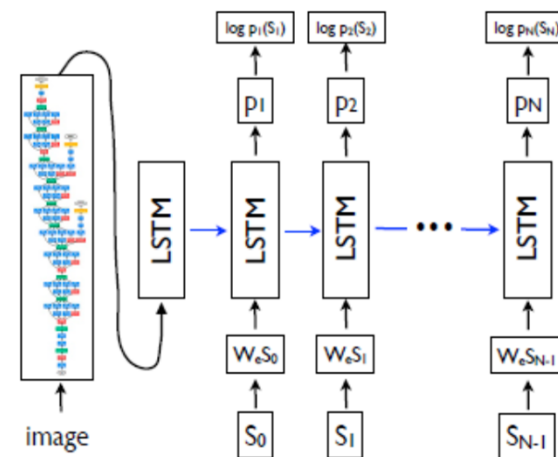 log p₁(S₁) log p₂(S₂) log pN(SN)
p₁ p₂ pN
LSTM LSTM LSTM ••• LSTM
WeS₀ WeS₁ WeSN-1
image S₀ S₁ SN-1